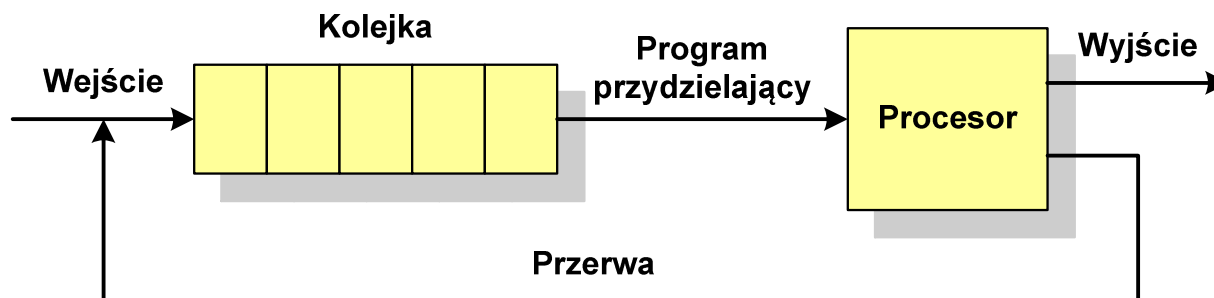 Kolejka
Wejście
Program
przydzielający
Procesor
Wyjście
Przerwa